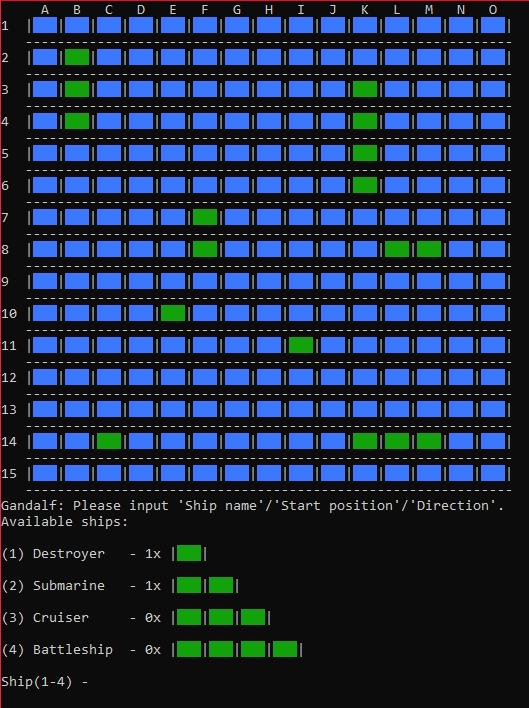 A B C D E F G H I J K L M N O
1
2
3
4
5
6
7
8
9
10
11
12
13
14
15
Gandalf: Please input 'Ship name'/'Start position'/'Direction'.
Available ships:
(1) Destroyer - 1x | |
(2) Submarine - 1x | | |
(3) Cruiser - 0x | | | |
(4) Battleship - 0x | | | | |
Ship(1-4) -